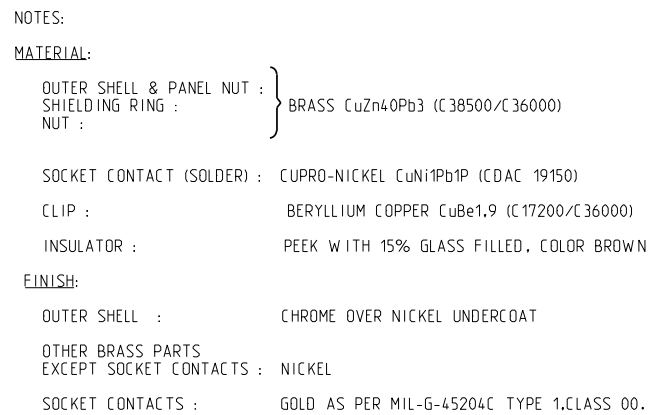 NOTES:
MATERIAL:
OUTER SHELL & PANEL NUT :
SHIELDING RING :
NUT :
BRASS CuZn40Pb3 (C38500/C36000)
SOCKET CONTACT (SOLDER) : CUPRO-NICKEL CuNi1Pb1P (CDAC 19150)
CLIP : BERYLLIUM COPPER CuBe1.9 (C17200/C36000)
INSULATOR : PEEK WITH 15% GLASS FILLED, COLOR BROWN
FINISH:
OUTER SHELL : CHROME OVER NICKEL UNDERCOAT
OTHER BRASS PARTS
EXCEPT SOCKET CONTACTS : NICKEL
SOCKET CONTACTS : GOLD AS PER MIL-G-45204C TYPE 1,CLASS 00.